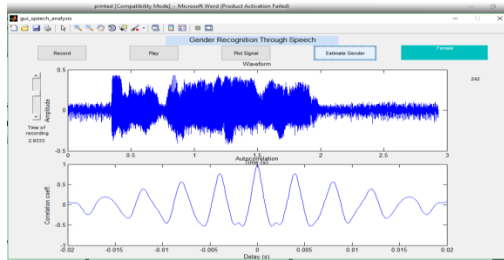 printed [Compatibility Mode] - Microsoft Word (Product Activation Failed)
gui_speech_analysis
Gender Recognition Through Speech
Record
Play
Plot Signal
Estimate Gender
Female
Waveform
242
Amplitude
0.5
0
-0.5
0
0.5
1
1.5
2
2.5
3
Time of
recording
2.9333
Time (s)
Autocorrelation
Correlation coeff.
1
0.5
0
-0.5
-1
-0.02
-0.015
-0.01
-0.005
0
0.005
0.01
0.015
0.02
Delay (s)